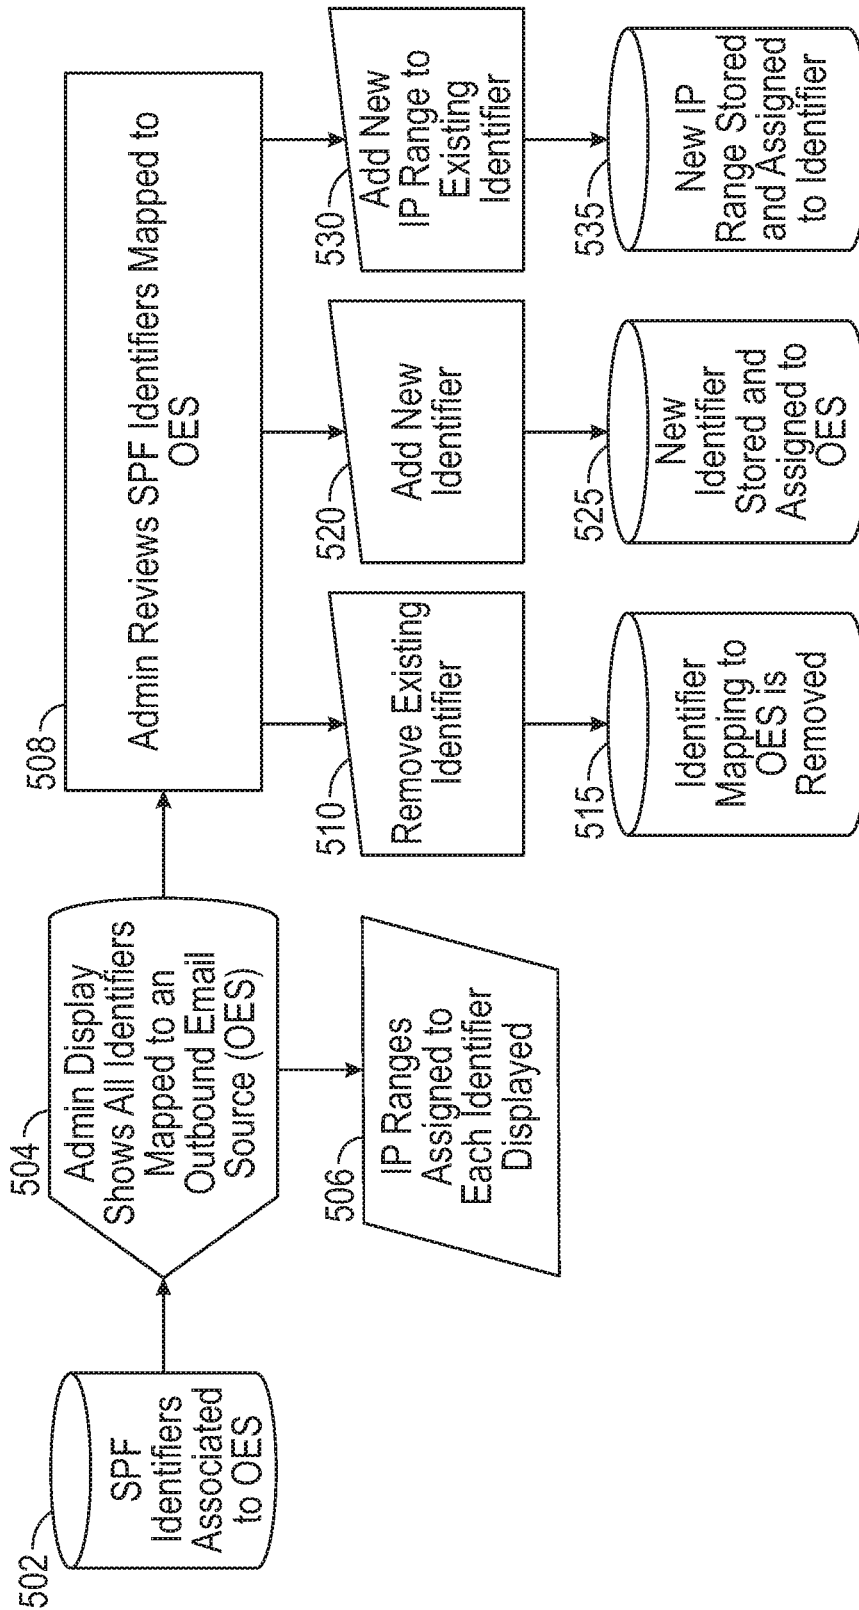 502
SPF
Identifiers
Associated
to OES
504
Admin Display
Shows All Identifiers
Mapped to an
Outbound Email
Source (OES)
506
IP Ranges
Assigned to
Each Identifier
Displayed
508
Admin Reviews SPF Identifiers Mapped to
OES
510
Remove Existing
Identifier
515
Identifier
Mapping to
OES is
Removed
520
Add New
Identifier
525
New
Identifier
Stored and
Assigned to
OES
530
Add New
IP Range to
Existing
Identifier
535
New IP
Range Stored
and Assigned
to Identifier